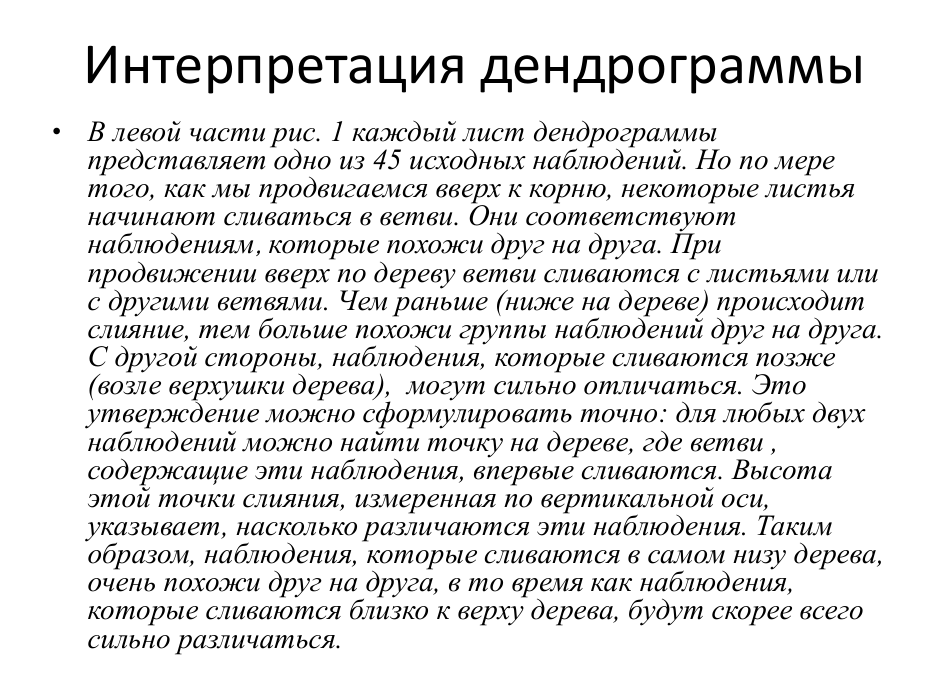 Интерпретация дендрограммы
• В левой части рис. 1 каждый лист дендрограммы
представляет одно из 45 исходных наблюдений. Но по мере
того, как мы продвигаемся вверх к корню, некоторые листья
начинают сливаться в ветви. Они соответствуют
наблюдениям, которые похожи друг на друга. При
продвижении вверх по дереву ветви сливаются с листьями или
с другими ветвями. Чем раньше (ниже на дереве) происходит
слияние, тем больше похожи группы наблюдений друг на друга.
С другой стороны, наблюдения, которые сливаются позже
(возле верхушки дерева),  могут сильно отличаться. Это
утверждение можно сформулировать точно: для любых двух
наблюдений можно найти точку на дереве, где ветви ,
содержащие эти наблюдения, впервые сливаются. Высота
этой точки слияния, измеренная по вертикальной оси,
указывает, насколько различаются эти наблюдения. Таким
образом, наблюдения, которые сливаются в самом низу дерева,
очень похожи друг на друга, в то время как наблюдения,
которые сливаются близко к верху дерева, будут скорее всего
сильно различаться.